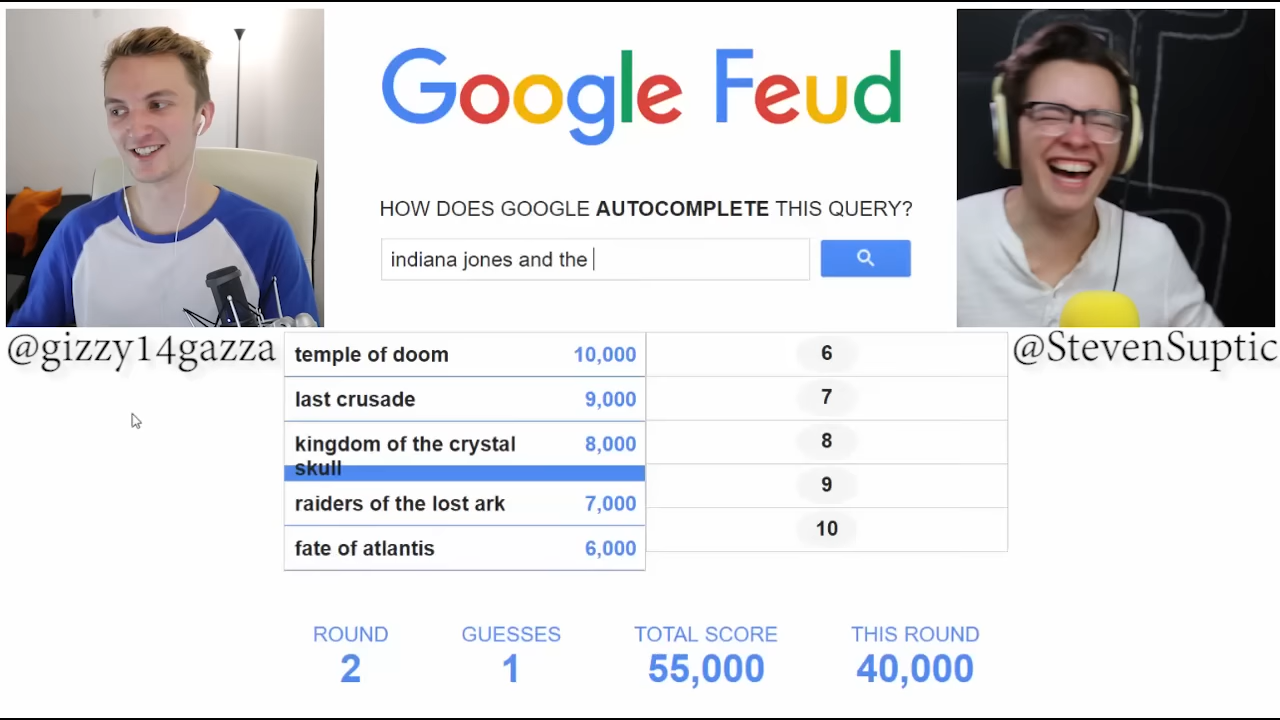 Google Feud
HOW DOES GOOGLE AUTOCOMPLETE THIS QUERY?
indiana jones and the
@gizzy14gazza
@StevenSuptic
temple of doom 10,000
last crusade 9,000
kingdom of the crystal 8,000
skull
raiders of the lost ark 7,000
fate of atlantis 6,000
6
7
8
9
10
ROUND GUESSES TOTAL SCORE THIS ROUND
2 1 55,000 40,000